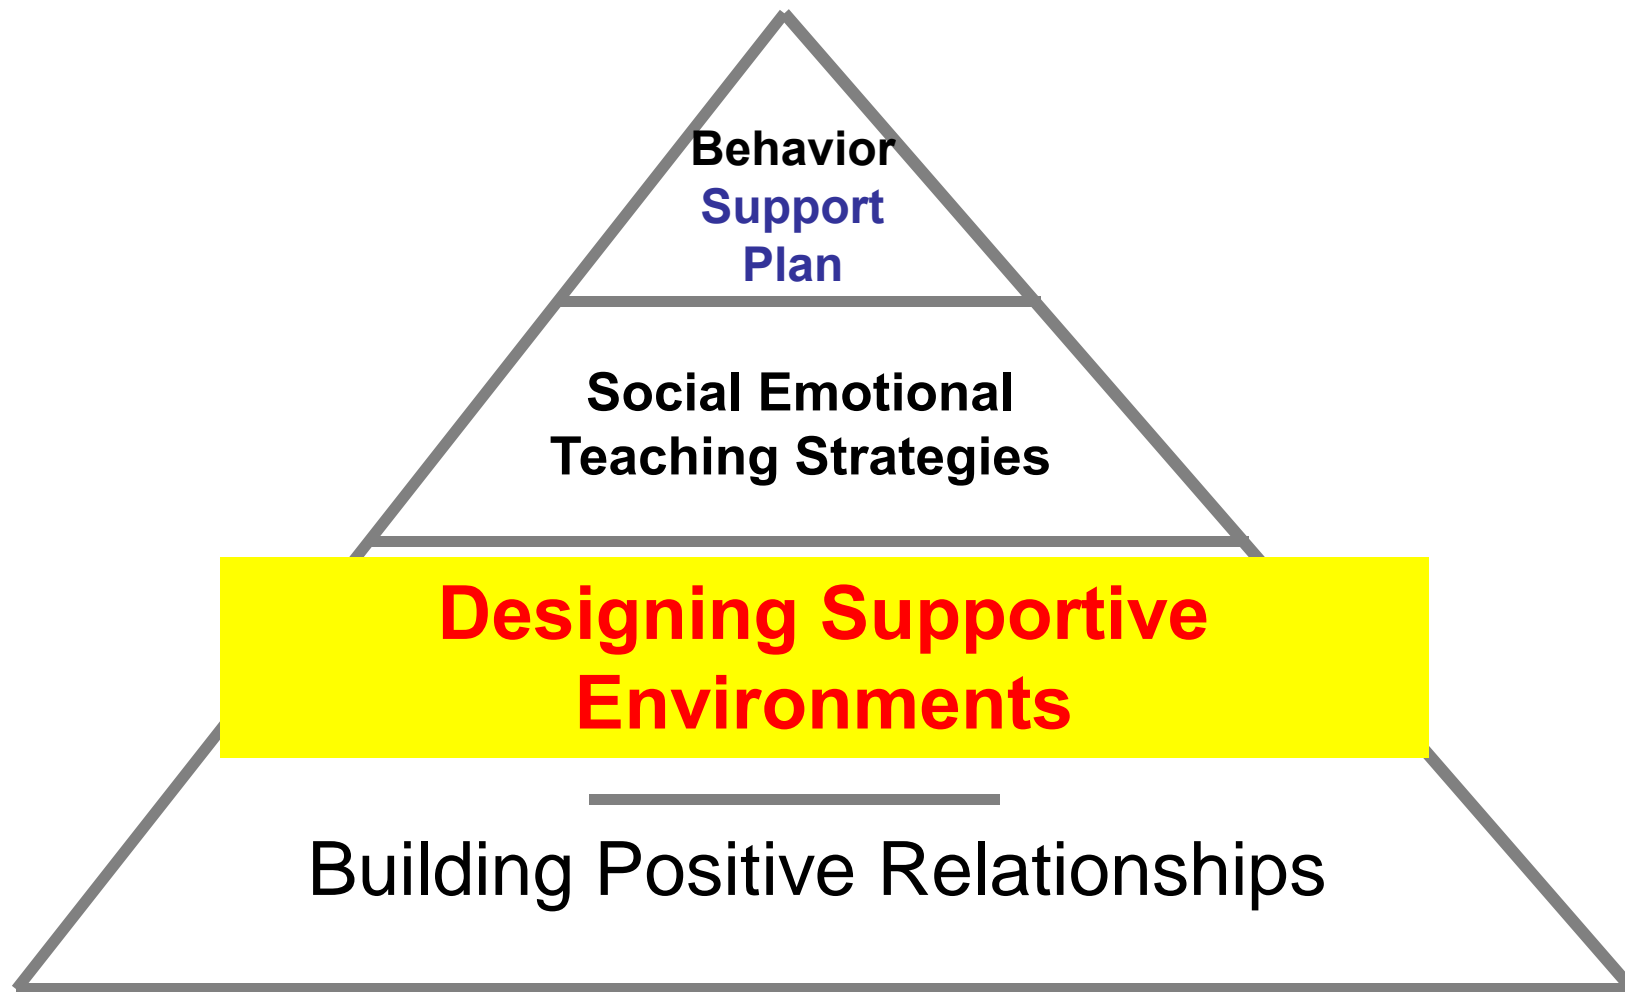 Behavior
Support
Plan
Social Emotional
Teaching Strategies
Designing Supportive
Environments
Building Positive Relationships